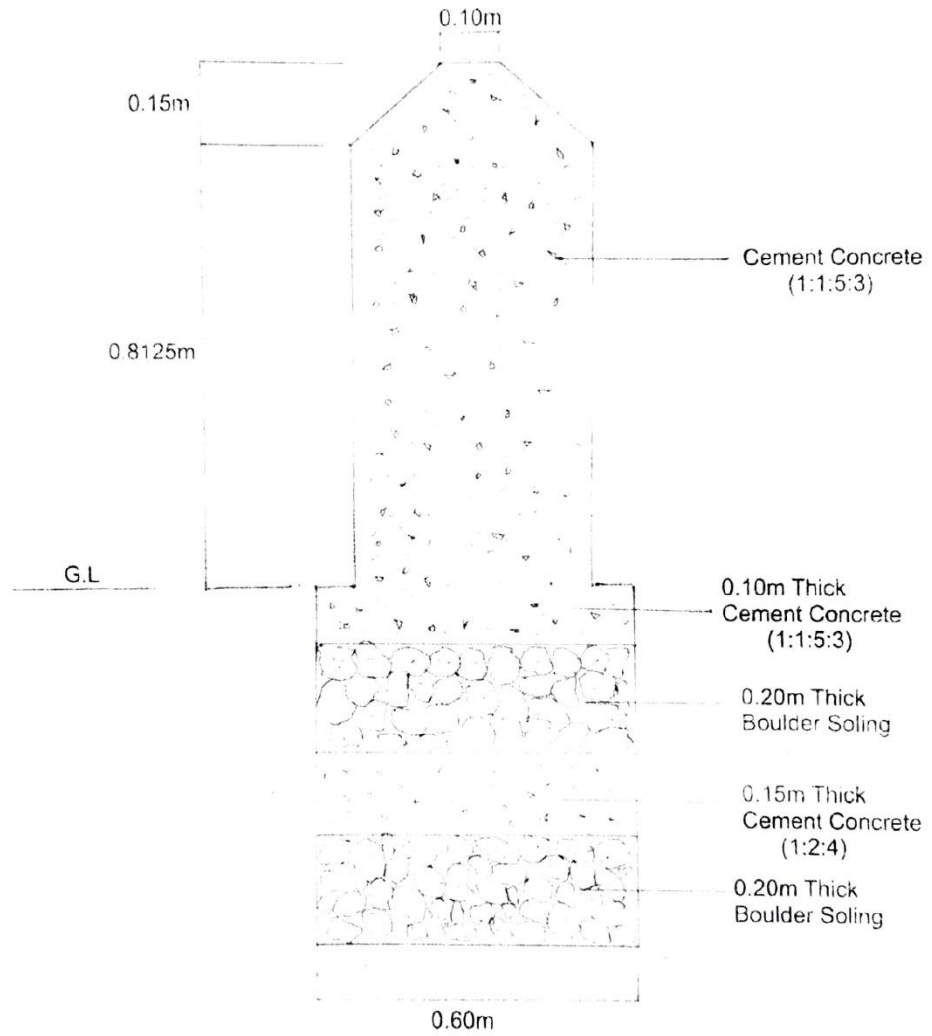 0.10m
0.15m
Cement Concrete
(1:1:5:3)
0.8125m
G.L
0.10m Thick
Cement Concrete
(1:1:5:3)
0.20m Thick
Boulder Soling
0.15m Thick
Cement Concrete
(1:2:4)
0.20m Thick
Boulder Soling
0.60m